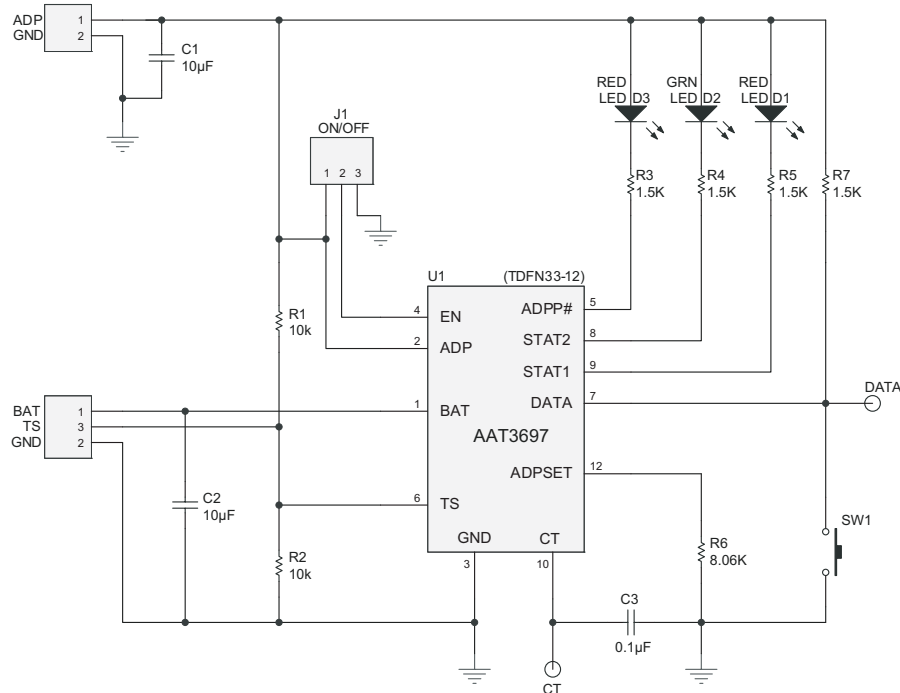 ADP 1
GND 2
C1
10µF
J1
ON/OFF
1 2 3
RED
LED D3
GRN
LED D2
RED
LED D1
R3
1.5K
R4
1.5K
R5
1.5K
R7
1.5K
U1 (TDFN33-12)
R1
10k
4 EN
2 ADP
1 BAT
6 TS
ADPP# 5
STAT2 8
STAT1 9
DATA 7
ADPSET 12
AAT3697
GND
3
CT
10
DATA
BAT 1
TS 3
GND 2
C2
10µF
R2
10k
R6
8.06K
SW1
C3
0.1µF
CT